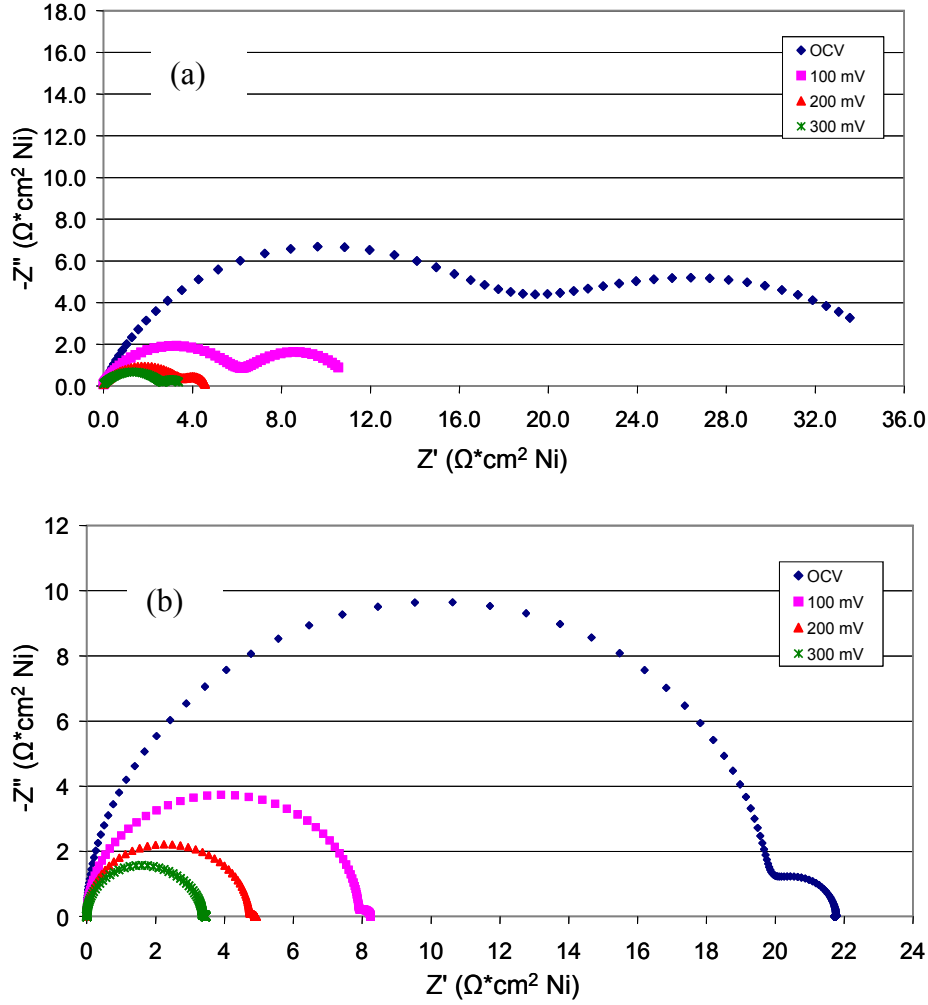 18.0
16.0
14.0
12.0
10.0
8.0
6.0
4.0
2.0
0.0
-Z" (Ω*cm² Ni)
(a)
OCV
100 mV
200 mV
300 mV
0.0 4.0 8.0 12.0 16.0 20.0 24.0 28.0 32.0 36.0
Z' (Ω*cm² Ni)
12
10
8
6
4
2
0
-Z" (Ω*cm² Ni)
(b)
OCV
100 mV
200 mV
300 mV
0 2 4 6 8 10 12 14 16 18 20 22 24
Z' (Ω*cm² Ni)